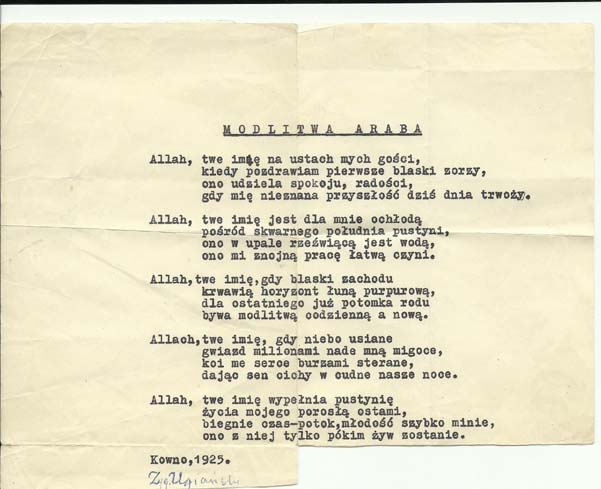 MODLITWA ARABA
Allah, twe imię na ustach mych gości,
kiedy pozdrawiam pierwsze blaski zorzy,
ono udziela spokoju, radości,
gdy mię nieznana przyszłość dziś dnia trwoży.
Allah, twe imię jest dla mnie ochłodą
pośród skwarnego południa pustyni,
ono w upale rzeźwiącą jest wodą,
ono mi znojną pracę łatwą czyni.
Allah,twe imię,gdy blaski zachodu
krwawią horyzont łuną purpurową,
dla ostatniego już potomka rodu
bywa modlitwą codzienną a nową.
Allach,twe imię, gdy niebo usiane
gwiazd milionami nade mną migoce,
koi me serce burzami sterane,
dając sen cichy w cudne nasze noce.
Allah, twe imię wypełnia pustynię
życia mojego porosłą ostami,
biegnie czas-potok,młodość szybko minie,
ono z niej tylko pókim żyw zostanie.
Kowno,1925.